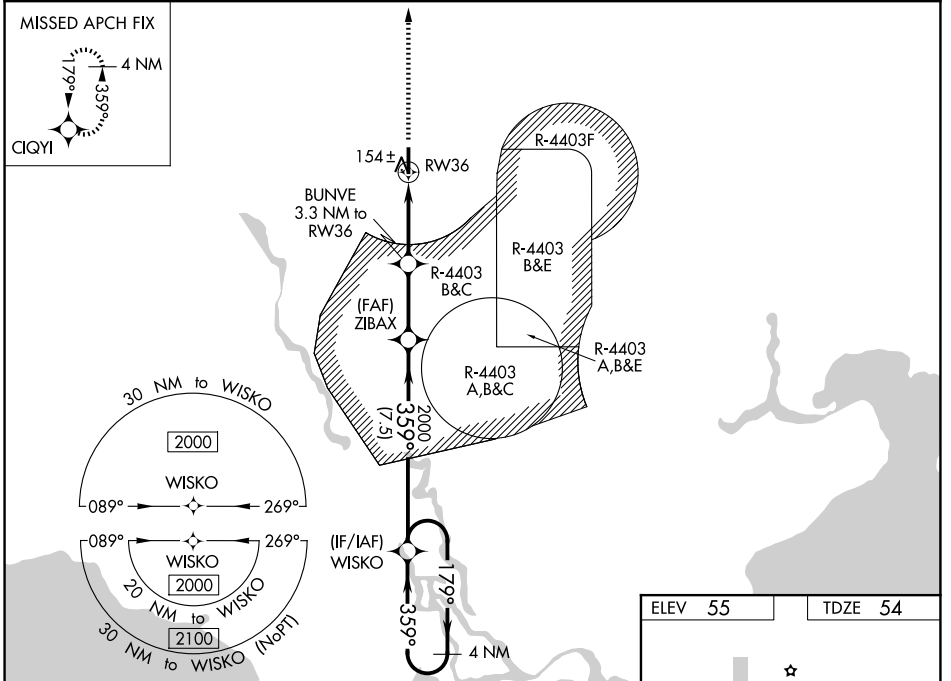 MISSED APCH FIX
4 NM
179°
359°
CIQYI
154±
RW36
BUNVE
3.3 NM to
RW36
R-4403F
R-4403
B&E
R-4403
B&C
(FAF)
ZIBAX
R-4403
A,B&C
R-4403
A,B&E
2000
359°
(7.5)
30 NM to WISKO
2000
WISKO
089°
269°
089°
269°
WISKO
2000
20 NM to WISKO
2100
30 NM to WISKO (NoPT)
(IF/IAF)
WISKO
179°
359°
4 NM
ELEV 55
TDZE 54